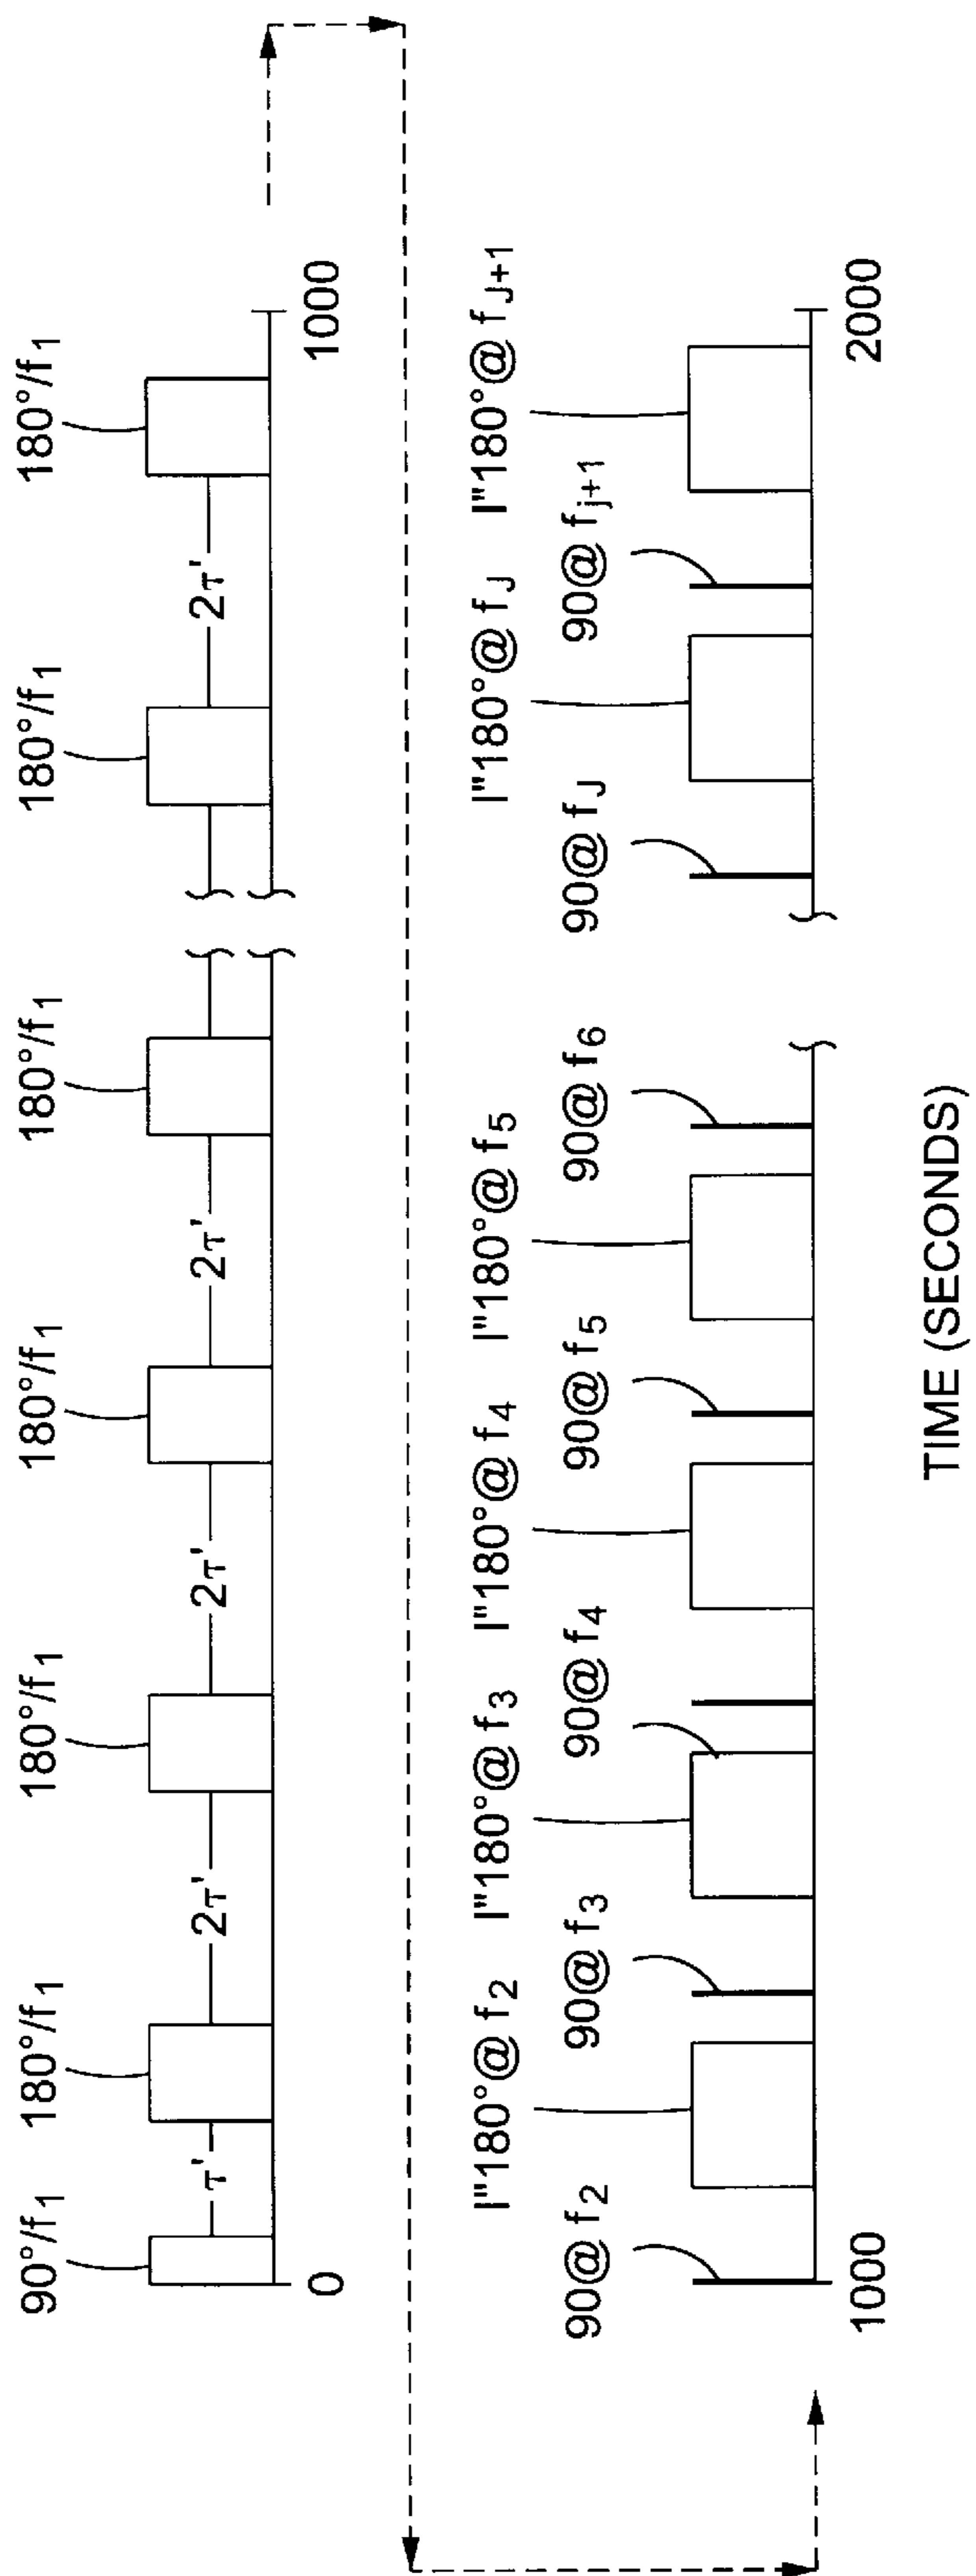 90°/f1 180°/f1 180°/f1 180°/f1 180°/f1 180°/f1 180°/f1
τ' 2τ' 2τ' 2τ' 2τ'
0 1000
I"180°@ f2 I"180°@ f3 I"180°@ f4 I"180°@ f5 I"180°@ fJ I"180°@ fJ+1
90@ f2 90@ f3 90@ f4 90@ f5 90@ f6 90@ fJ 90@ fj+1
1000 2000
TIME (SECONDS)